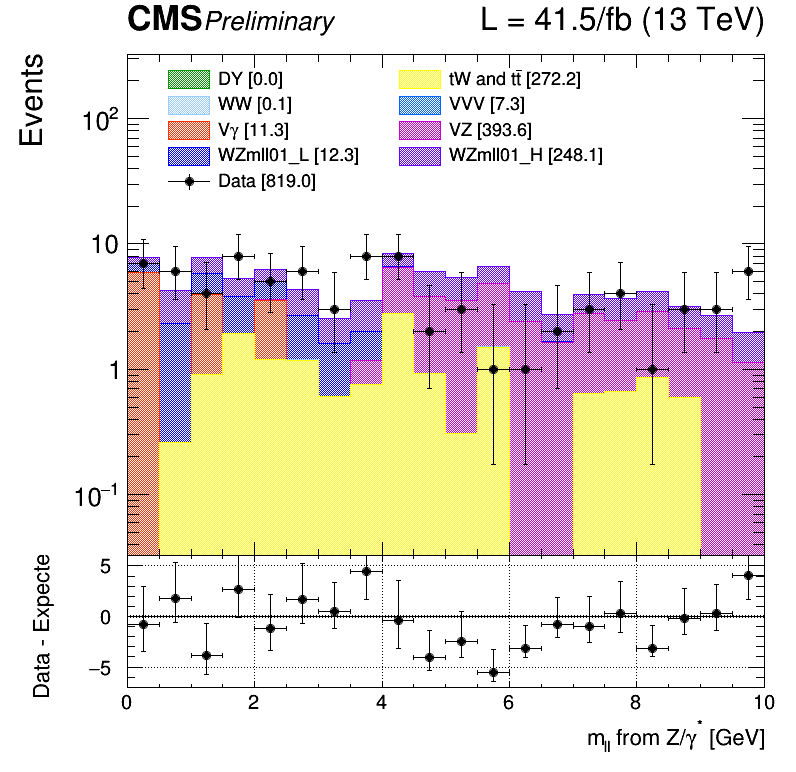 CMS Preliminary L = 41.5/fb (13 TeV)
Events
DY [0.0] tW and tt̄ [272.2]
WW [0.1] VVV [7.3]
Vγ [11.3] VZ [393.6]
WZmll01_L [12.3] WZmll01_H [248.1]
Data [819.0]
10²
10
1
10⁻¹
Data - Expecte
5
0
−5
0 2 4 6 8 10
m_ll from Z/γ* [GeV]